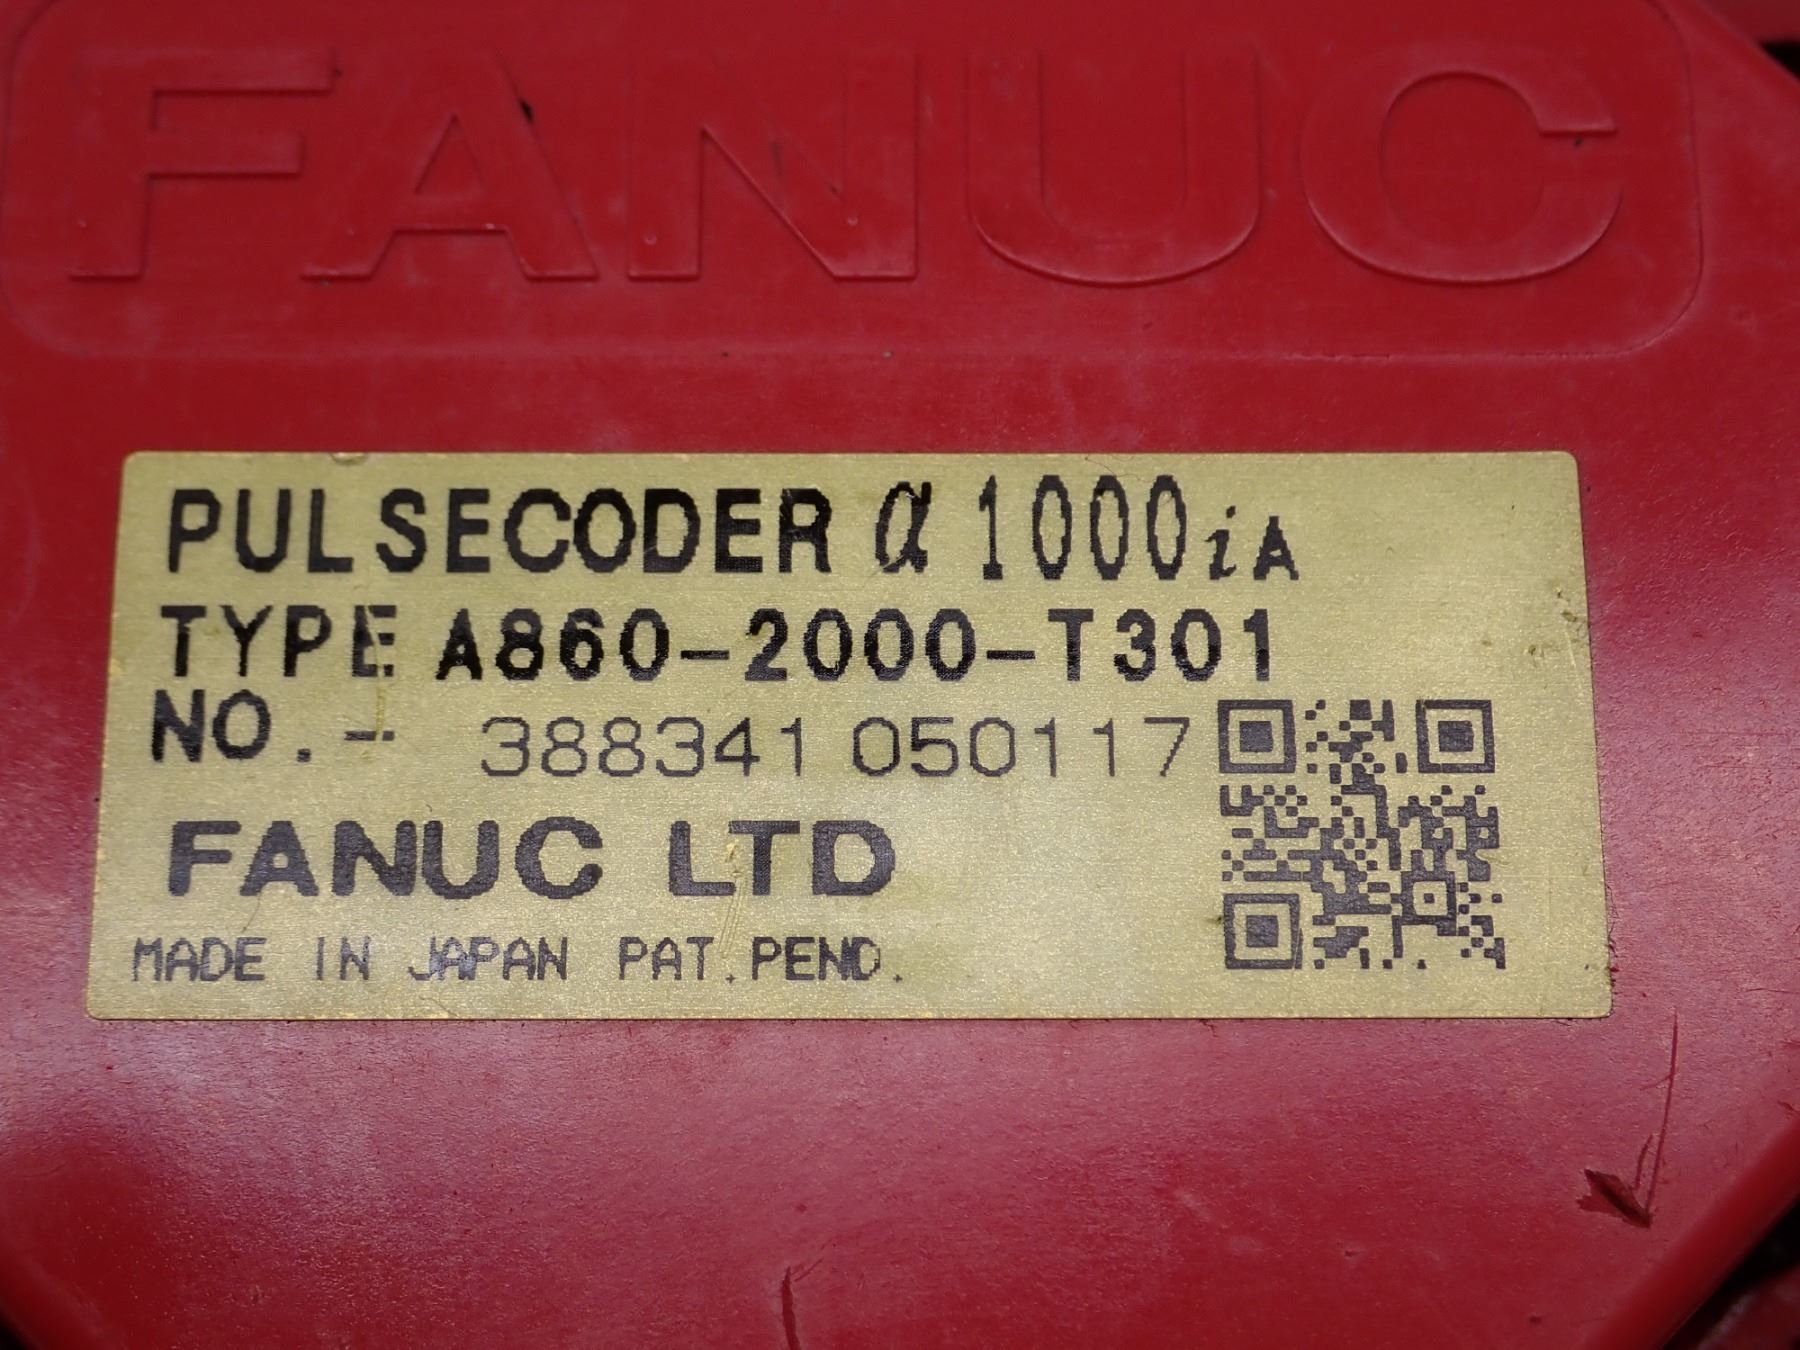 FANUC
PULSECODER α 1000iA
TYPE A860-2000-T301
NO.- 388341 050117
FANUC LTD
MADE IN JAPAN PAT.PEND.